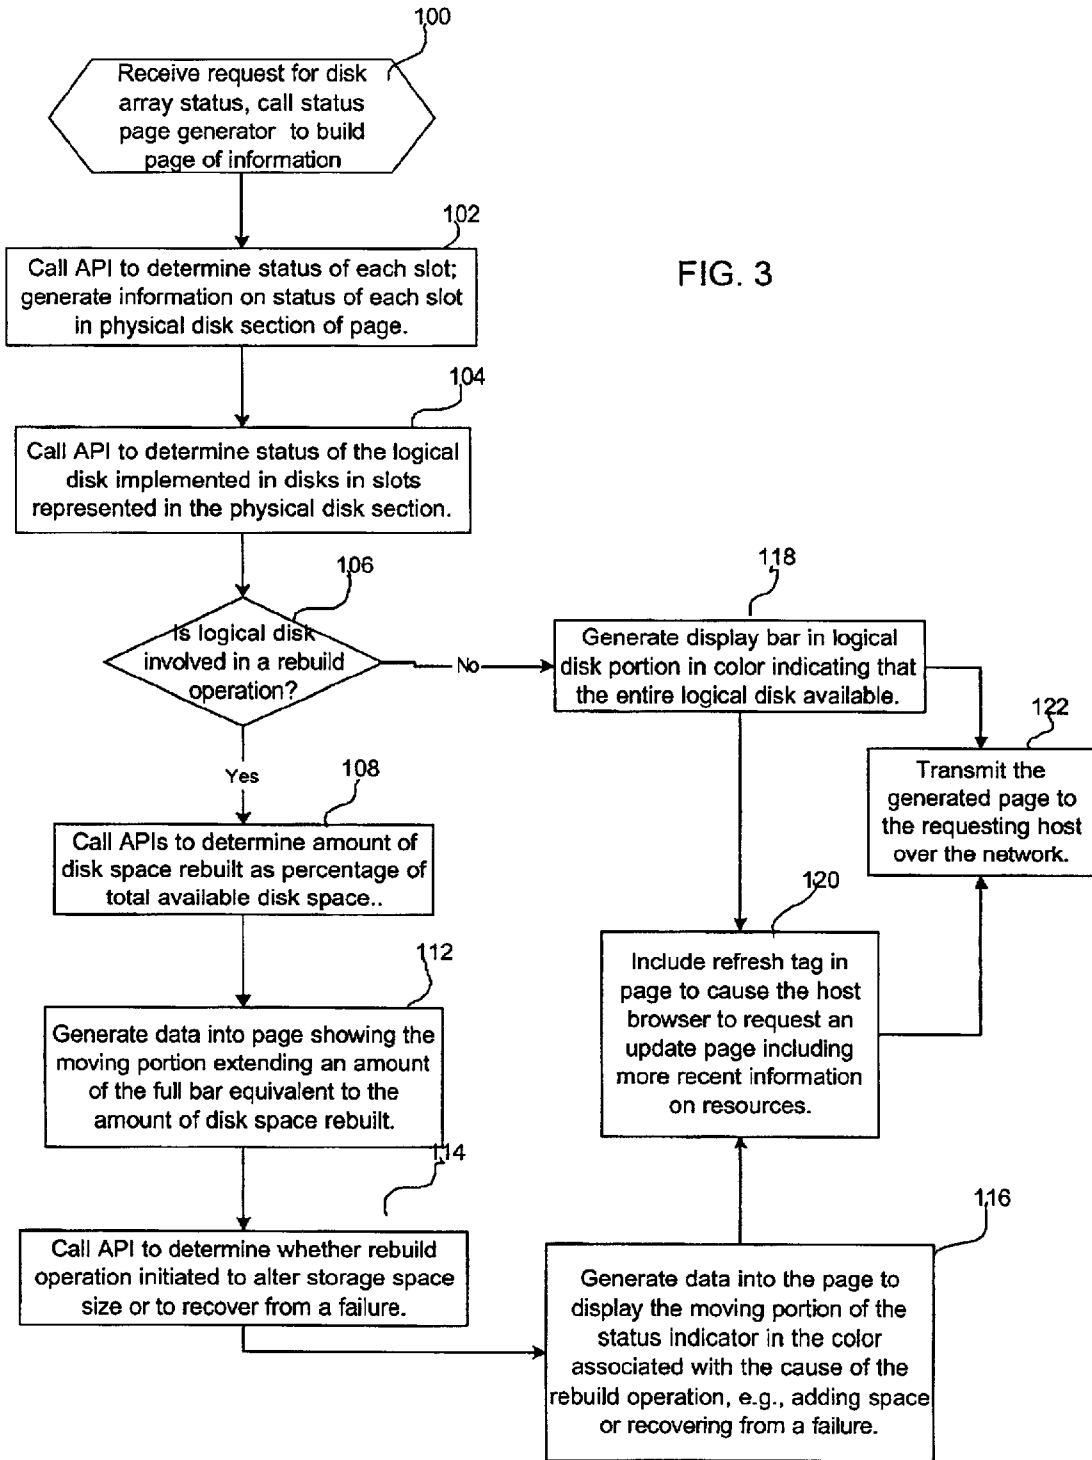 100
Receive request for disk
array status, call status
page generator to build
page of information
102
Call API to determine status of each slot;
generate information on status of each slot
in physical disk section of page.
FIG. 3
104
Call API to determine status of the logical
disk implemented in disks in slots
represented in the physical disk section.
106
Is logical disk
involved in a rebuild
operation?
No
118
Generate display bar in logical
disk portion in color indicating that
the entire logical disk available.
122
Transmit the
generated page to
the requesting host
over the network.
Yes
108
Call APIs to determine amount of
disk space rebuilt as percentage of
total available disk space..
120
Include refresh tag in
page to cause the host
browser to request an
update page including
more recent information
on resources.
112
Generate data into page showing the
moving portion extending an amount
of the full bar equivalent to the
amount of disk space rebuilt.
114
Call API to determine whether rebuild
operation initiated to alter storage space
size or to recover from a failure.
116
Generate data into the page to
display the moving portion of the
status indicator in the color
associated with the cause of the
rebuild operation, e.g., adding space
or recovering from a failure.